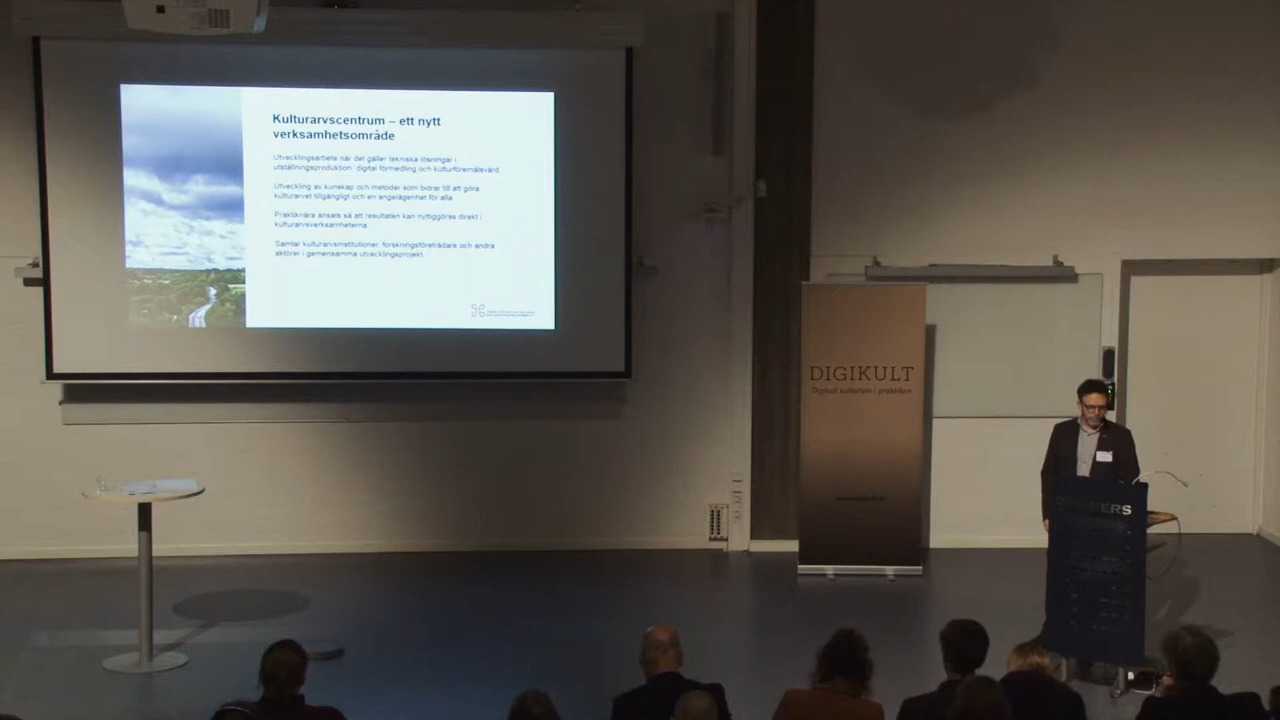 Kulturarvscentrum – ett nytt
verksamhetsområde
Utvecklingsarbete när det gäller tekniska lösningar i
utställningsproduktion, digital förmedling och kulturföremålsvård.
Utveckling av kunskap och metoder som bidrar till att göra
kulturarvet tillgängligt och en angelägenhet för alla
Praktiknära ansats så att resultaten kan nyttiggöras direkt i
kulturarvsverksamheterna.
Samlar kulturarvsinstitutioner, forskningsföreträdare och andra
aktörer i gemensamma utvecklingsprojekt.
DIGIKULT
Digitalt kulturarv i praktiken
ERS